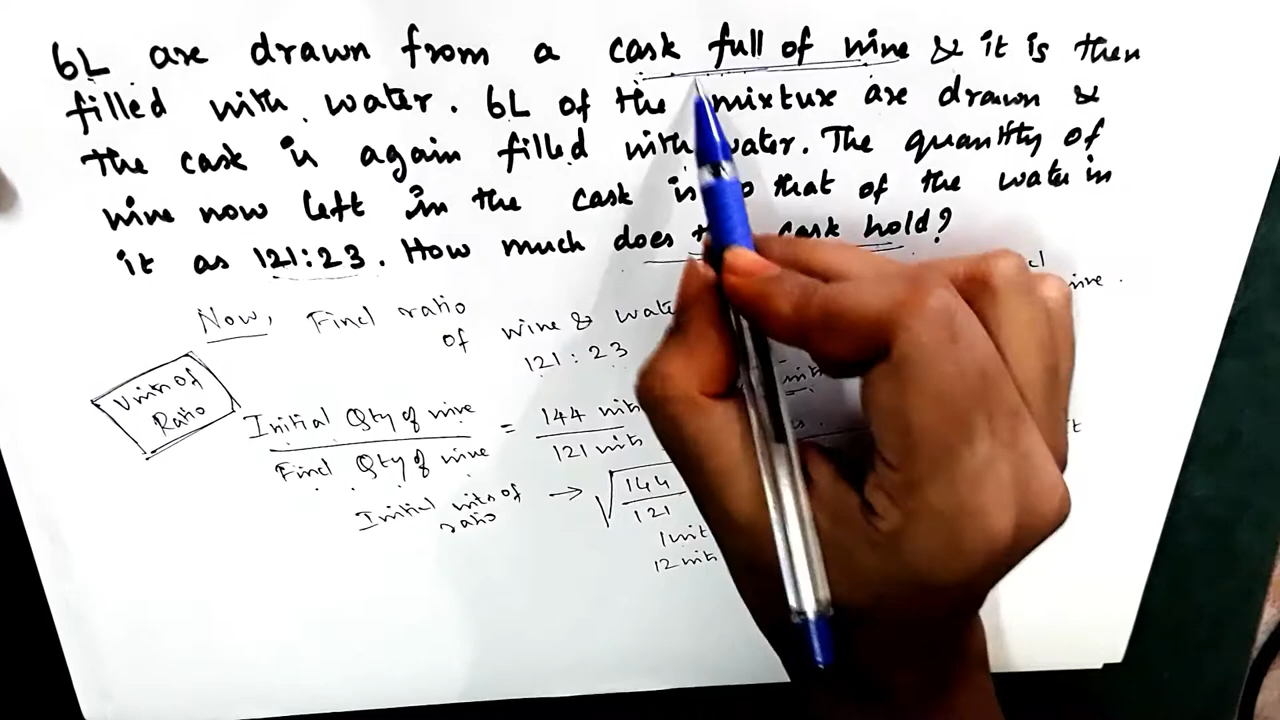 6L are drawn from a cask full of wine & it is then
filled with water. 6L of the mixture are drawn &
the cask is again filled with water. The quantity of
wine now left in the cask is to that of the water in
it as 121:23. How much does the cask hold?
Now, Find ratio
of wine &
121:23
Units of
Ratio
Initial Qty of wine
Final Qty of wine
= 144 units
121 units
Initial units of
ratio
→ √144
121
1unit
12 units